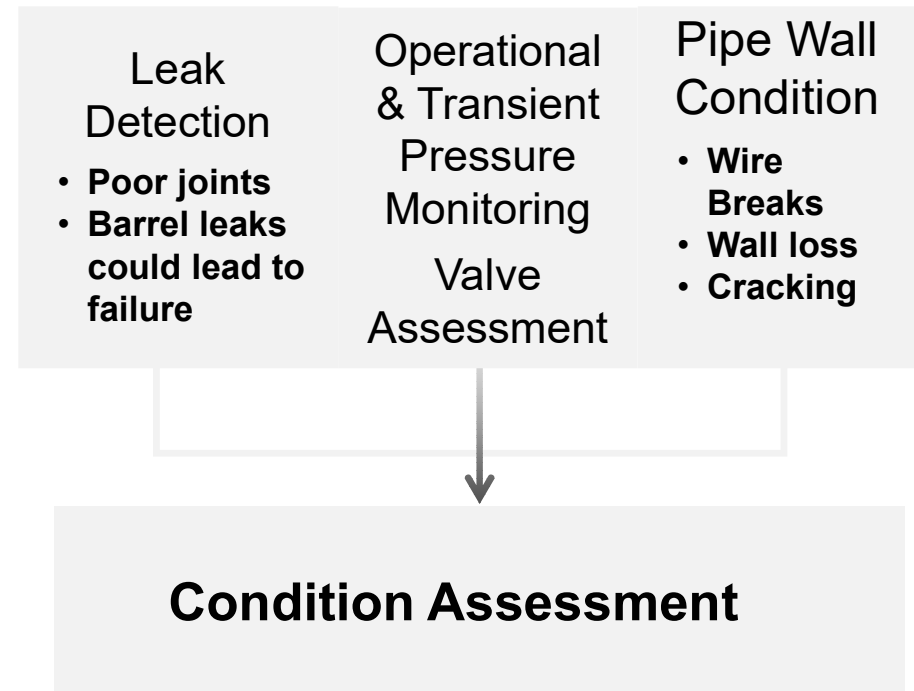 Leak
Detection
• Poor joints
• Barrel leaks
could lead to
failure
Operational
& Transient
Pressure
Monitoring
Valve
Assessment
Pipe Wall
Condition
• Wire
Breaks
• Wall loss
• Cracking
Condition Assessment